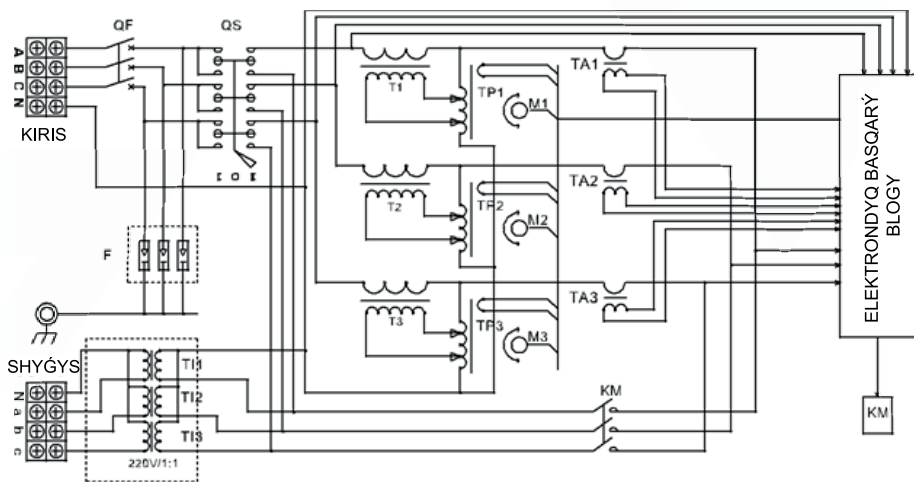 QF
QS
A
B
C
N
KIRIS
T1
TP1
M1
TA1
T2
TP2
M2
TA2
T3
TP3
M3
TA3
I O I
F
ELEKTRONDYQ BASQARÝ
BLOGY
SHYǴYS
N
a
b
c
TI1
TI2
TI3
220V/1:1
KM
KM